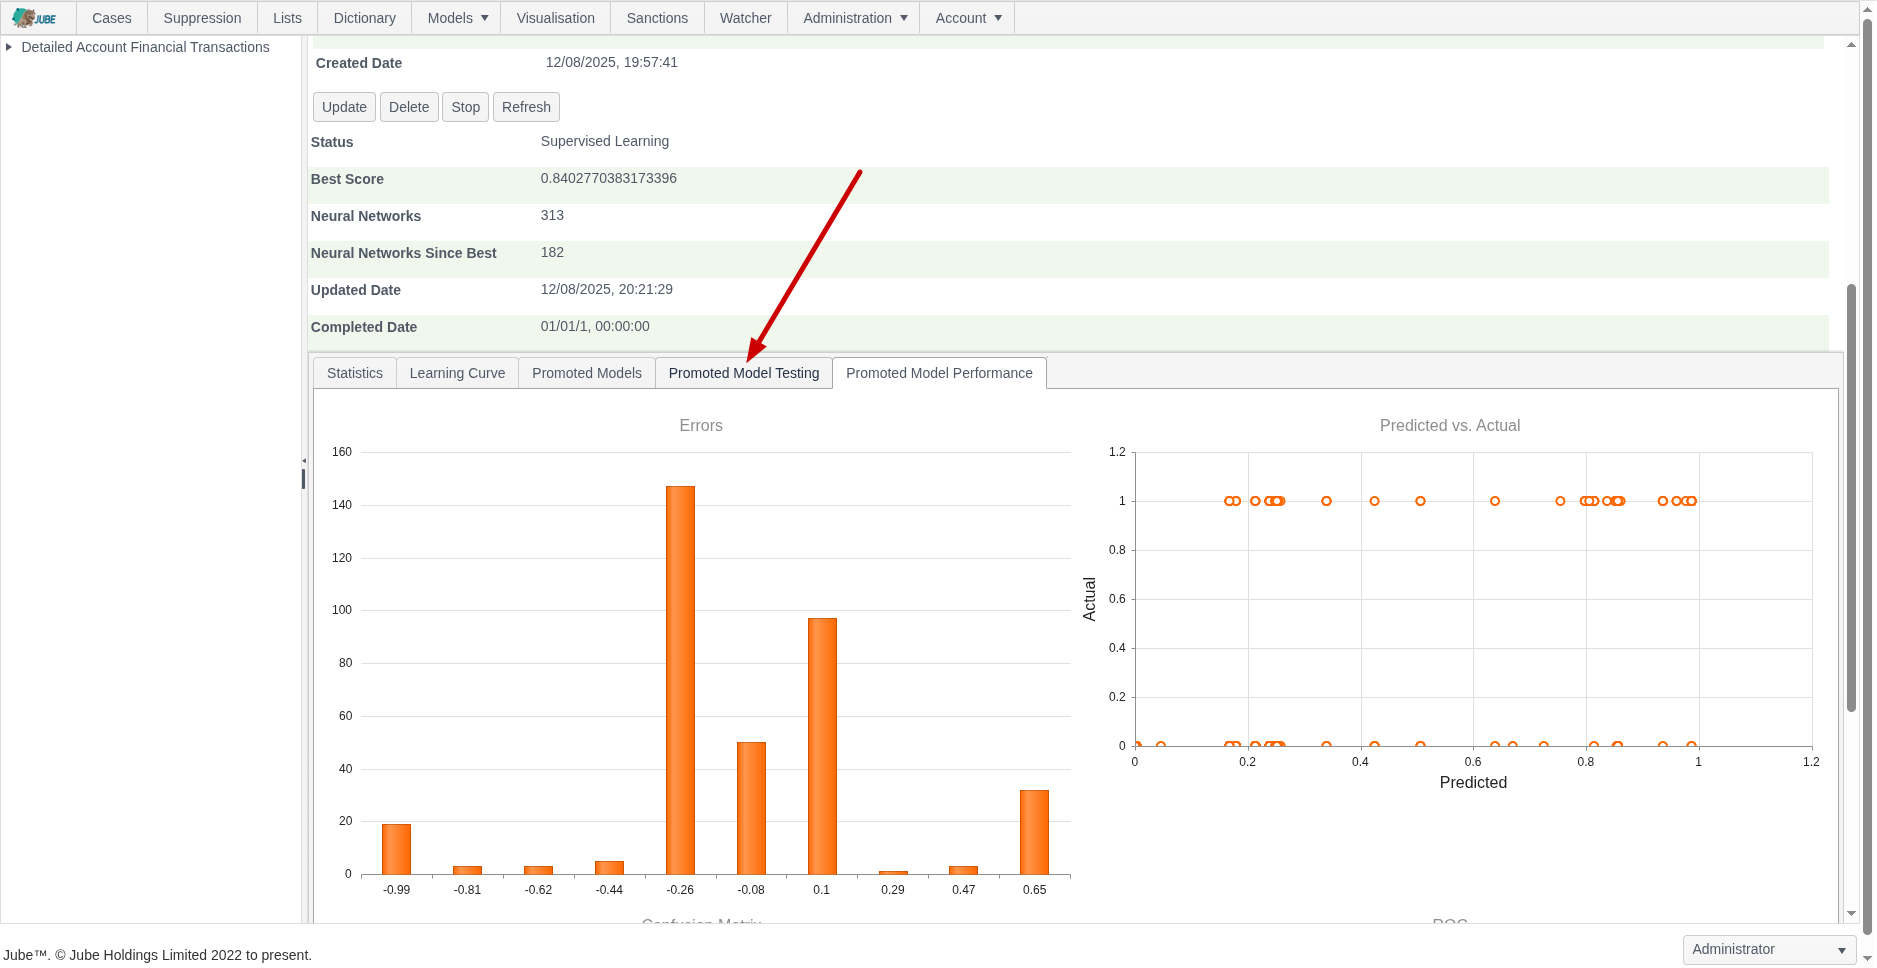 JUBE Cases Suppression Lists Dictionary Models Visualisation Sanctions Watcher Administration Account
Detailed Account Financial Transactions
Created Date 12/08/2025, 19:57:41
Update Delete Stop Refresh
Status Supervised Learning
Best Score 0.8402770383173396
Neural Networks 313
Neural Networks Since Best 182
Updated Date 12/08/2025, 20:21:29
Completed Date 01/01/1, 00:00:00
Statistics Learning Curve Promoted Models Promoted Model Testing Promoted Model Performance
Errors
160
140
120
100
80
60
40
20
0
-0.99 -0.81 -0.62 -0.44 -0.26 -0.08 0.1 0.29 0.47 0.65
Predicted vs. Actual
1.2
1
0.8
0.6
0.4
0.2
0
Actual
0 0.2 0.4 0.6 0.8 1 1.2
Predicted
Confusion Matrix
ROC
Jube™. © Jube Holdings Limited 2022 to present.
Administrator